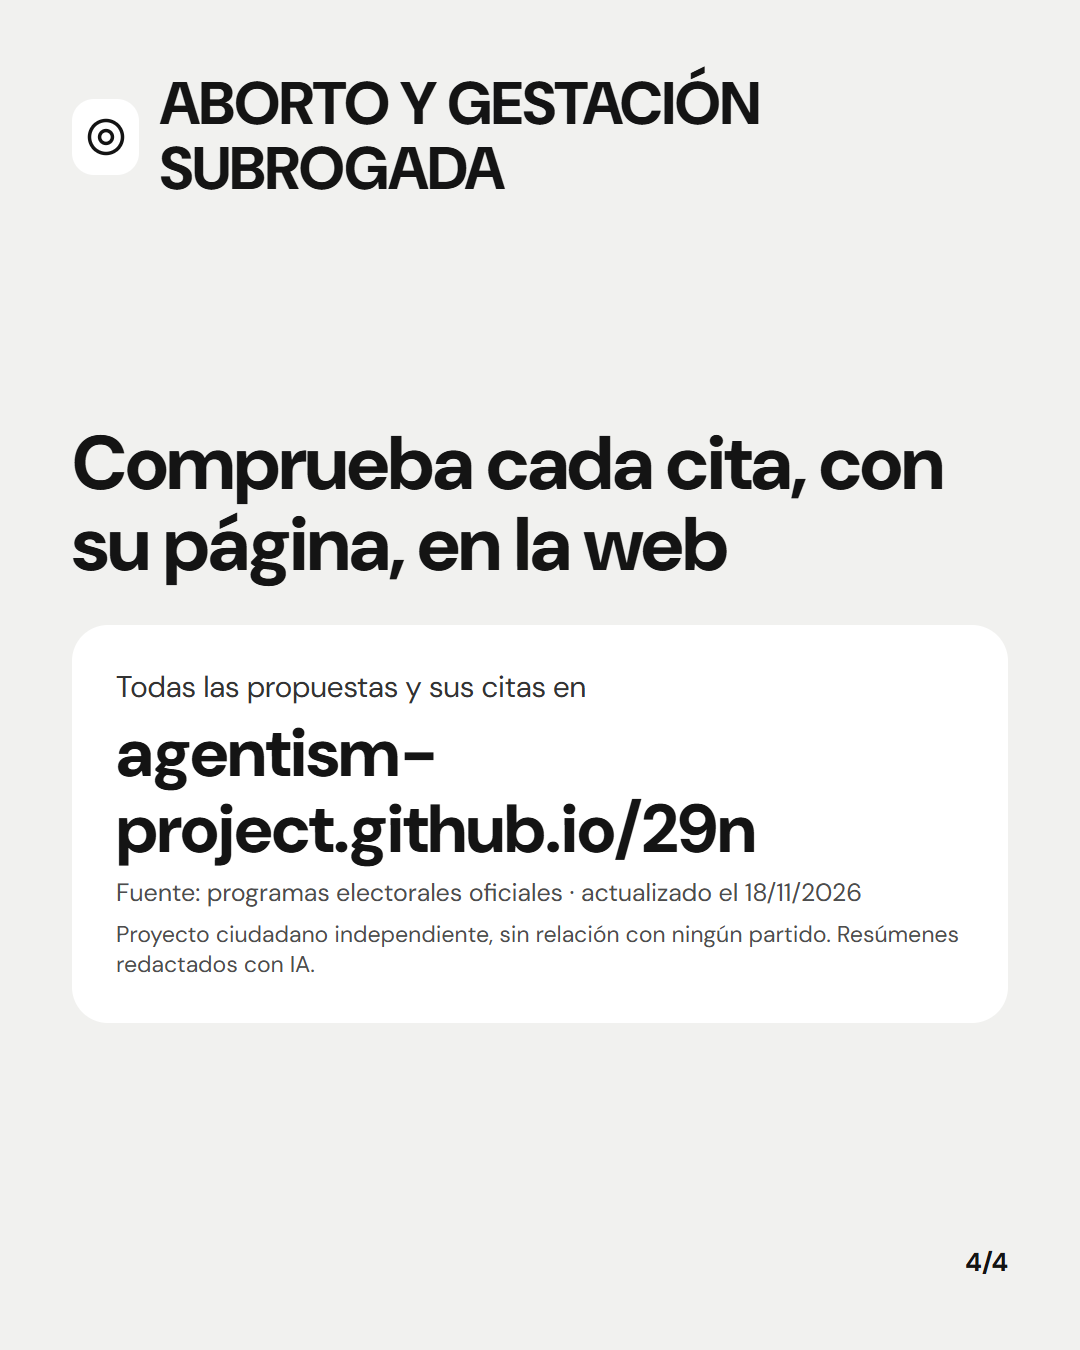 ABORTO Y GESTACIÓN
SUBROGADA
Comprueba cada cita, con
su página, en la web
Todas las propuestas y sus citas en
agentism-
project.github.io/29n
Fuente: programas electorales oficiales · actualizado el 18/11/2026
Proyecto ciudadano independiente, sin relación con ningún partido. Resúmenes
redactados con IA.
4/4